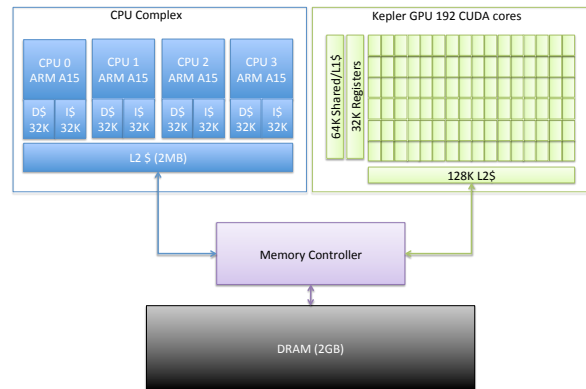 CPU Complex
CPU 0
ARM A15
CPU 1
ARM A15
CPU 2
ARM A15
CPU 3
ARM A15
D$
32K
I$
32K
D$
32K
I$
32K
D$
32K
I$
32K
D$
32K
I$
32K
L2 $ (2MB)
Kepler GPU 192 CUDA cores
64K Shared/L1$
32K Registers
128K L2$
Memory Controller
DRAM (2GB)